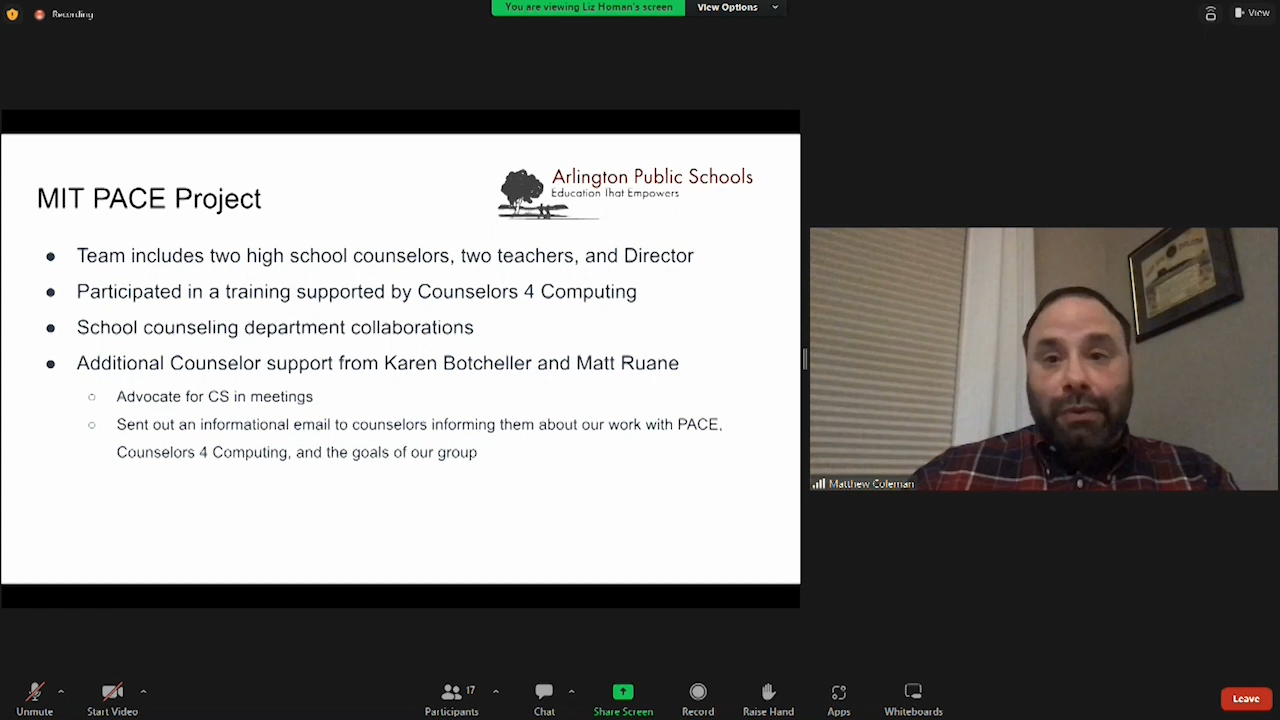 Recording
You are viewing Liz Homan's screen
View Options
View
MIT PACE Project
Arlington Public Schools
Education That Empowers
Team includes two high school counselors, two teachers, and Director
Participated in a training supported by Counselors 4 Computing
School counseling department collaborations
Additional Counselor support from Karen Botcheller and Matt Ruane
Advocate for CS in meetings
Sent out an informational email to counselors informing them about our work with PACE,
Counselors 4 Computing, and the goals of our group
Matthew Coleman
Unmute
Start Video
17
Participants
Chat
Share Screen
Record
Raise Hand
Apps
Whiteboards
Leave